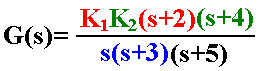 G(s)= K₁K₂(s+2)(s+4) / s(s+3)(s+5)